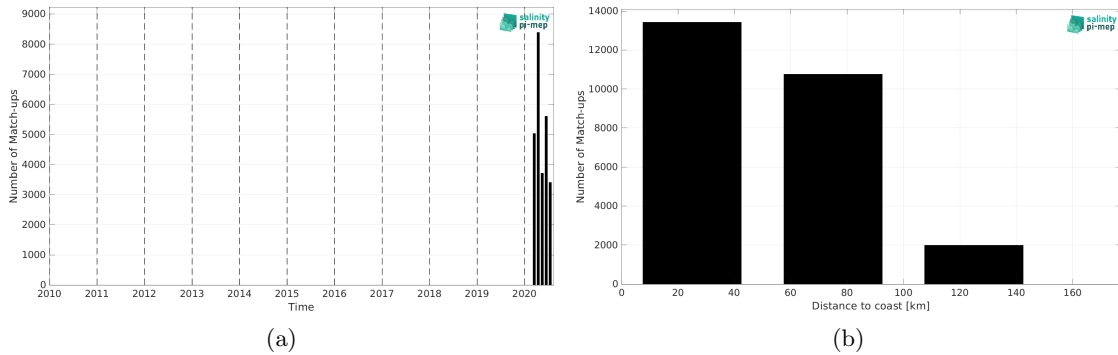 salinity
pi-mep
9000
8000
7000
6000
5000
4000
3000
2000
1000
0
Number of Match-ups
2010 2011 2012 2013 2014 2015 2016 2017 2018 2019 2020
Time
(a)
salinity
pi-mep
14000
12000
10000
8000
6000
4000
2000
0
Number of Match-ups
0 20 40 60 80 100 120 140 160
Distance to coast [km]
(b)